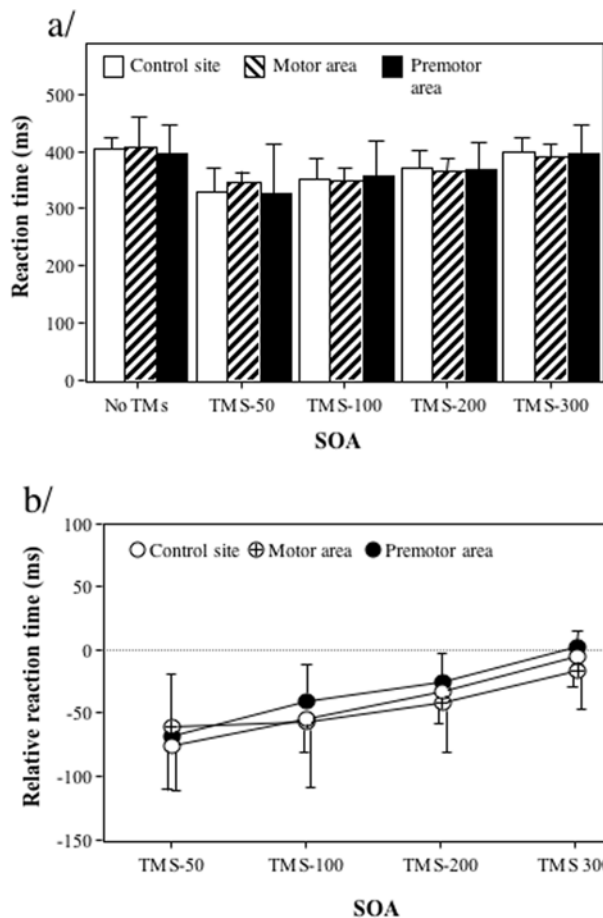 a/
Control site Motor area Premotor area
Reaction time (ms)
500
400
300
200
100
0
No TMs TMS-50 TMS-100 TMS-200 TMS-300
SOA
b/
Control site Motor area Premotor area
Relative reaction time (ms)
100
50
0
-50
-100
-150
TMS-50 TMS-100 TMS-200 TMS 300
SOA